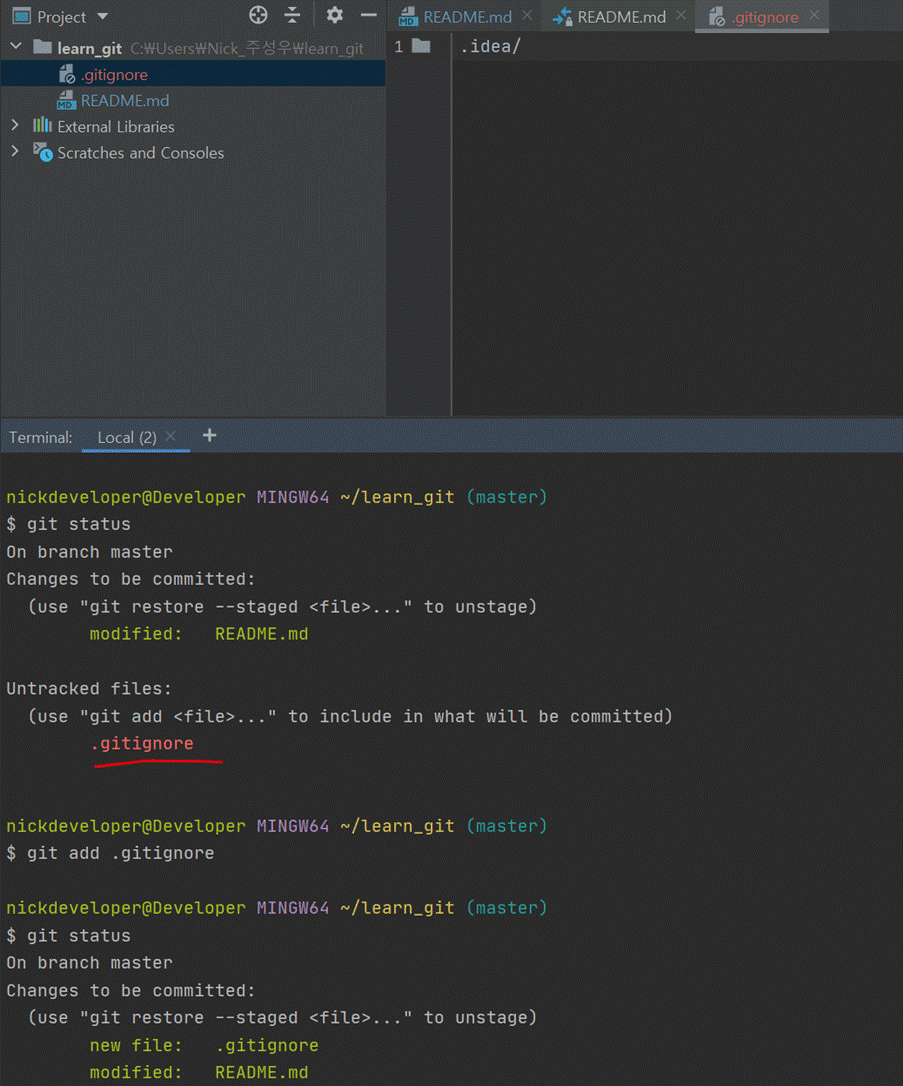 Project
learn_git C:₩Users₩Nick_주성우₩learn_git
.gitignore
README.md
External Libraries
Scratches and Consoles
README.md
README.md
.gitignore
1 .idea/
Terminal: Local (2) +
nickdeveloper@Developer MINGW64 ~/learn_git (master)
$ git status
On branch master
Changes to be committed:
(use "git restore --staged <file>..." to unstage)
modified: README.md
Untracked files:
(use "git add <file>..." to include in what will be committed)
.gitignore
nickdeveloper@Developer MINGW64 ~/learn_git (master)
$ git add .gitignore
nickdeveloper@Developer MINGW64 ~/learn_git (master)
$ git status
On branch master
Changes to be committed:
(use "git restore --staged <file>..." to unstage)
new file: .gitignore
modified: README.md